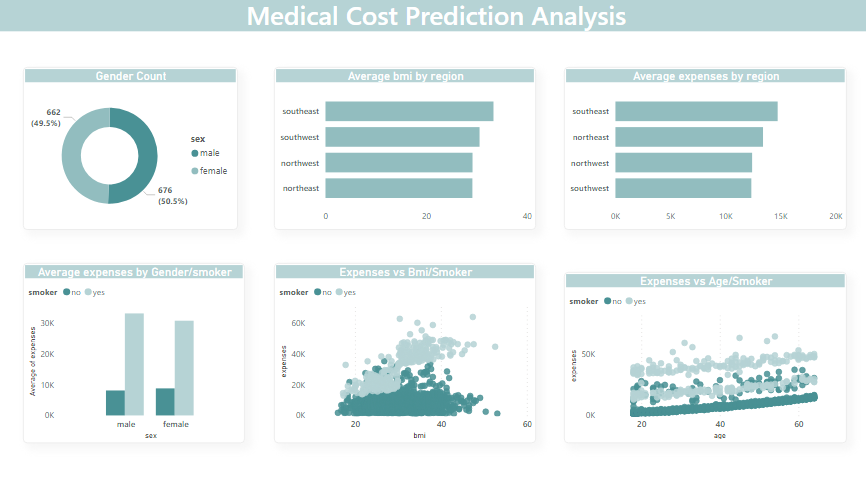 Medical Cost Prediction Analysis
Gender Count
662
(49.5%)
676
(50.5%)
sex
male
female
Average bmi by region
southeast
southwest
northwest
northeast
0 20 40
Average expenses by region
southeast
northeast
northwest
southwest
0K 5K 10K 15K 20K
Average expenses by Gender/smoker
smoker no yes
Average of expenses
30K
20K
10K
0K
male female
sex
Expenses vs Bmi/Smoker
smoker no yes
expenses
60K
40K
20K
0K
20 40 60
bmi
Expenses vs Age/Smoker
smoker no yes
expenses
50K
0K
20 40 60
age